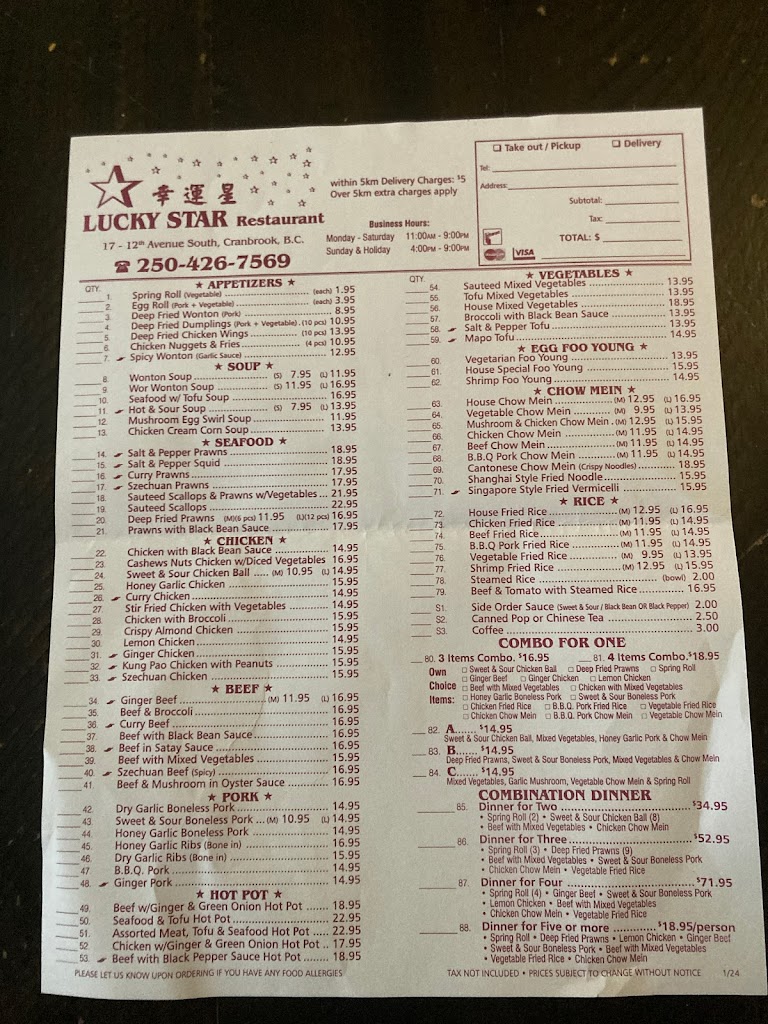 幸運星
LUCKY STAR Restaurant
17 - 12th Avenue South, Cranbrook, B.C.
☎ 250-426-7569
within 5km Delivery Charges: $5
Over 5km extra charges apply
Business Hours:
Monday - Saturday 11:00AM - 9:00PM
Sunday & Holiday 4:00PM - 9:00PM
☐ Take out / Pickup ☐ Delivery
Tel:
Address:
Subtotal:
Tax:
TOTAL: $
MasterCard VISA
QTY.
★ APPETIZERS ★
1. Spring Roll (Vegetable) (each) 1.95
2. Egg Roll (Pork + Vegetable) (each) 3.95
3. Deep Fried Wonton (Pork) 8.95
4. Deep Fried Dumplings (Pork + Vegetable) (10 pcs) 10.95
5. Deep Fried Chicken Wings (10 pcs) 13.95
6. Chicken Nuggets & Fries (4 pcs) 10.95
7. Spicy Wonton (Garlic Sauce) 12.95
★ SOUP ★
8. Wonton Soup (S) 7.95 (L) 11.95
9. Wor Wonton Soup (S) 11.95 (L) 16.95
10. Seafood w/ Tofu Soup 16.95
11. Hot & Sour Soup (S) 7.95 (L) 13.95
12. Mushroom Egg Swirl Soup 11.95
13. Chicken Cream Corn Soup 13.95
★ SEAFOOD ★
14. Salt & Pepper Prawns 18.95
15. Salt & Pepper Squid 18.95
16. Curry Prawns 17.95
17. Szechuan Prawns 17.95
18. Sauteed Scallops & Prawns w/Vegetables 21.95
19. Sauteed Scallops 22.95
20. Deep Fried Prawns (M)(6 pcs) 11.95 (L)(12 pcs) 16.95
21. Prawns with Black Bean Sauce 17.95
★ CHICKEN ★
22. Chicken with Black Bean Sauce 14.95
23. Cashews Nuts Chicken w/Diced Vegetables 16.95
24. Sweet & Sour Chicken Ball (M) 10.95 (L) 14.95
25. Honey Garlic Chicken 15.95
26. Curry Chicken 14.95
27. Stir Fried Chicken with Vegetables 14.95
28. Chicken with Broccoli 15.95
29. Crispy Almond Chicken 15.95
30. Lemon Chicken 14.95
31. Ginger Chicken 15.95
32. Kung Pao Chicken with Peanuts 15.95
33. Szechuan Chicken 15.95
★ BEEF ★
34. Ginger Beef (M) 11.95 (L) 16.95
35. Beef & Broccoli 16.95
36. Curry Beef 16.95
37. Beef with Black Bean Sauce 16.95
38. Beef in Satay Sauce 16.95
39. Beef with Mixed Vegetables 15.95
40. Szechuan Beef (Spicy) 16.95
41. Beef & Mushroom in Oyster Sauce 16.95
★ PORK ★
42. Dry Garlic Boneless Pork 14.95
43. Sweet & Sour Boneless Pork (M) 10.95 (L) 14.95
44. Honey Garlic Boneless Pork 14.95
45. Honey Garlic Ribs (Bone in) 16.95
46. Dry Garlic Ribs (Bone in) 15.95
47. B.B.Q. Pork 14.95
48. Ginger Pork 14.95
★ HOT POT ★
49. Beef w/Ginger & Green Onion Hot Pot 18.95
50. Seafood & Tofu Hot Pot 22.95
51. Assorted Meat, Tofu & Seafood Hot Pot 22.95
52 Chicken w/Ginger & Green Onion Hot Pot 17.95
53. Beef with Black Pepper Sauce Hot Pot 18.95
QTY.
★ VEGETABLES ★
54. Sauteed Mixed Vegetables 13.95
55. Tofu Mixed Vegetables 13.95
56. House Mixed Vegetables 18.95
57. Broccoli with Black Bean Sauce 13.95
58. Salt & Pepper Tofu 13.95
59. Mapo Tofu 14.95
★ EGG FOO YOUNG ★
60. Vegetarian Foo Young 13.95
61. House Special Foo Young 15.95
62. Shrimp Foo Young 14.95
★ CHOW MEIN ★
63. House Chow Mein (M) 12.95 (L) 16.95
64. Vegetable Chow Mein (M) 9.95 (L) 13.95
65. Mushroom & Chicken Chow Mein (M) 12.95 (L) 15.95
66. Chicken Chow Mein (M) 11.95 (L) 14.95
67. Beef Chow Mein (M) 11.95 (L) 14.95
68. B.B.Q Pork Chow Mein (M) 11.95 (L) 14.95
69. Cantonese Chow Mein (Crispy Noodles) 18.95
70. Shanghai Style Fried Noodle 15.95
71. Singapore Style Fried Vermicelli 15.95
★ RICE ★
72. House Fried Rice (M) 12.95 (L) 16.95
73. Chicken Fried Rice (M) 11.95 (L) 14.95
74. Beef Fried Rice (M) 11.95 (L) 14.95
75. B.B.Q Pork Fried Rice (M) 11.95 (L) 14.95
76. Vegetable Fried Rice (M) 9.95 (L) 13.95
77. Shrimp Fried Rice (M) 12.95 (L) 15.95
78. Steamed Rice (bowl) 2.00
79. Beef & Tomato with Steamed Rice 16.95
S1. Side Order Sauce (Sweet & Sour / Black Bean OR Black Pepper) 2.00
S2. Canned Pop or Chinese Tea 2.50
S3. Coffee 3.00
COMBO FOR ONE
80. 3 Items Combo. $16.95 81. 4 Items Combo. $18.95
Own Choice Items:
☐ Sweet & Sour Chicken Ball ☐ Deep Fried Prawns ☐ Spring Roll
☐ Ginger Beef ☐ Ginger Chicken ☐ Lemon Chicken
☐ Beef with Mixed Vegetables ☐ Chicken with Mixed Vegetables
☐ Honey Garlic Boneless Pork ☐ Sweet & Sour Boneless Pork
☐ Chicken Fried Rice ☐ B.B.Q. Pork Fried Rice ☐ Vegetable Fried Rice
☐ Chicken Chow Mein ☐ B.B.Q. Pork Chow Mein ☐ Vegetable Chow Mein
82. A....... $14.95
Sweet & Sour Chicken Ball, Mixed Vegetables, Honey Garlic Pork & Chow Mein
83. B....... $14.95
Deep Fried Prawns, Sweet & Sour Boneless Pork, Mixed Vegetables & Chow Mein
84. C....... $14.95
Mixed Vegetables, Garlic Mushroom, Vegetable Chow Mein & Spring Roll
COMBINATION DINNER
85. Dinner for Two $34.95
• Spring Roll (2) • Sweet & Sour Chicken Ball (8)
• Beef with Mixed Vegetables • Chicken Chow Mein
86. Dinner for Three $52.95
• Spring Roll (3) • Deep Fried Prawns (9)
• Beef with Mixed Vegetables • Sweet & Sour Boneless Pork
• Chicken Chow Mein • Vegetable Fried Rice
87. Dinner for Four $71.95
• Spring Roll (4) • Ginger Beef • Sweet & Sour Boneless Pork
• Lemon Chicken • Beef with Mixed Vegetables
• Chicken Chow Mein • Vegetable Fried Rice
88. Dinner for Five or more $18.95/person
• Spring Roll • Deep Fried Prawns • Lemon Chicken • Ginger Beef
• Sweet & Sour Boneless Pork • Beef with Mixed Vegetables
• Vegetable Fried Rice • Chicken Chow Mein
PLEASE LET US KNOW UPON ORDERING IF YOU HAVE ANY FOOD ALLERGIES
TAX NOT INCLUDED • PRICES SUBJECT TO CHANGE WITHOUT NOTICE 1/24